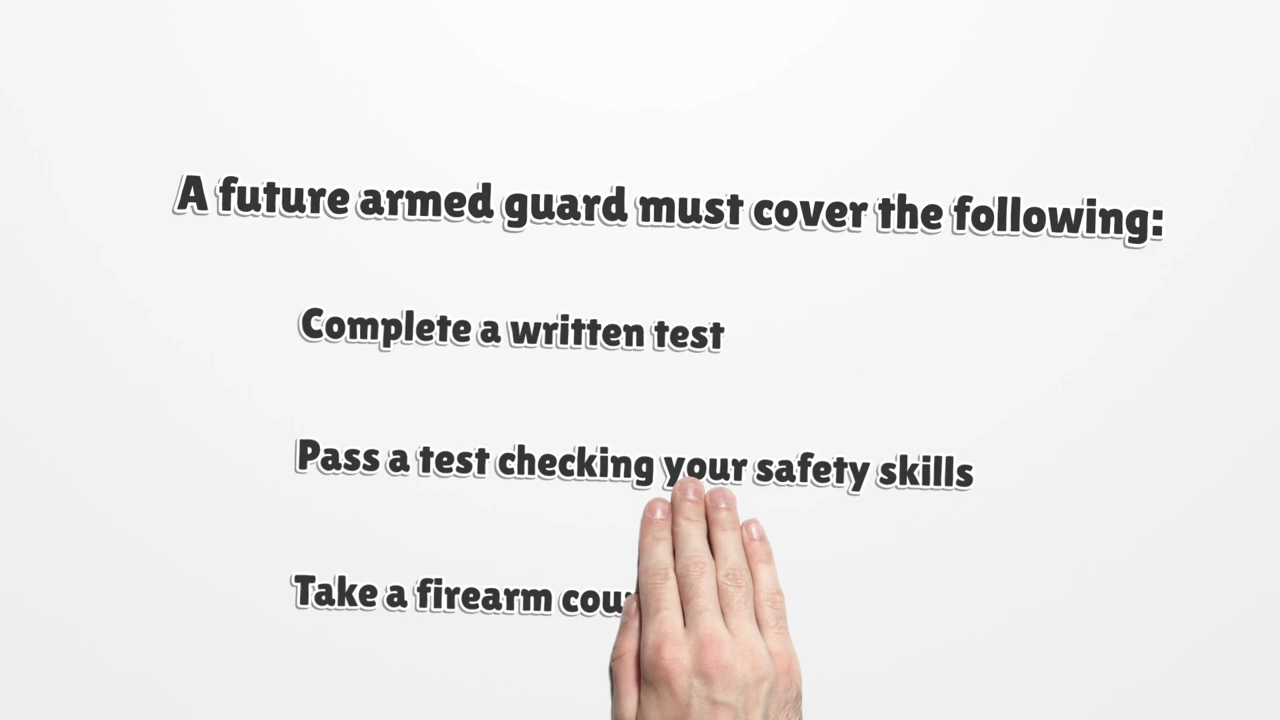 A future armed guard must cover the following:
Complete a written test
Pass a test checking your safety skills
Take a firearm